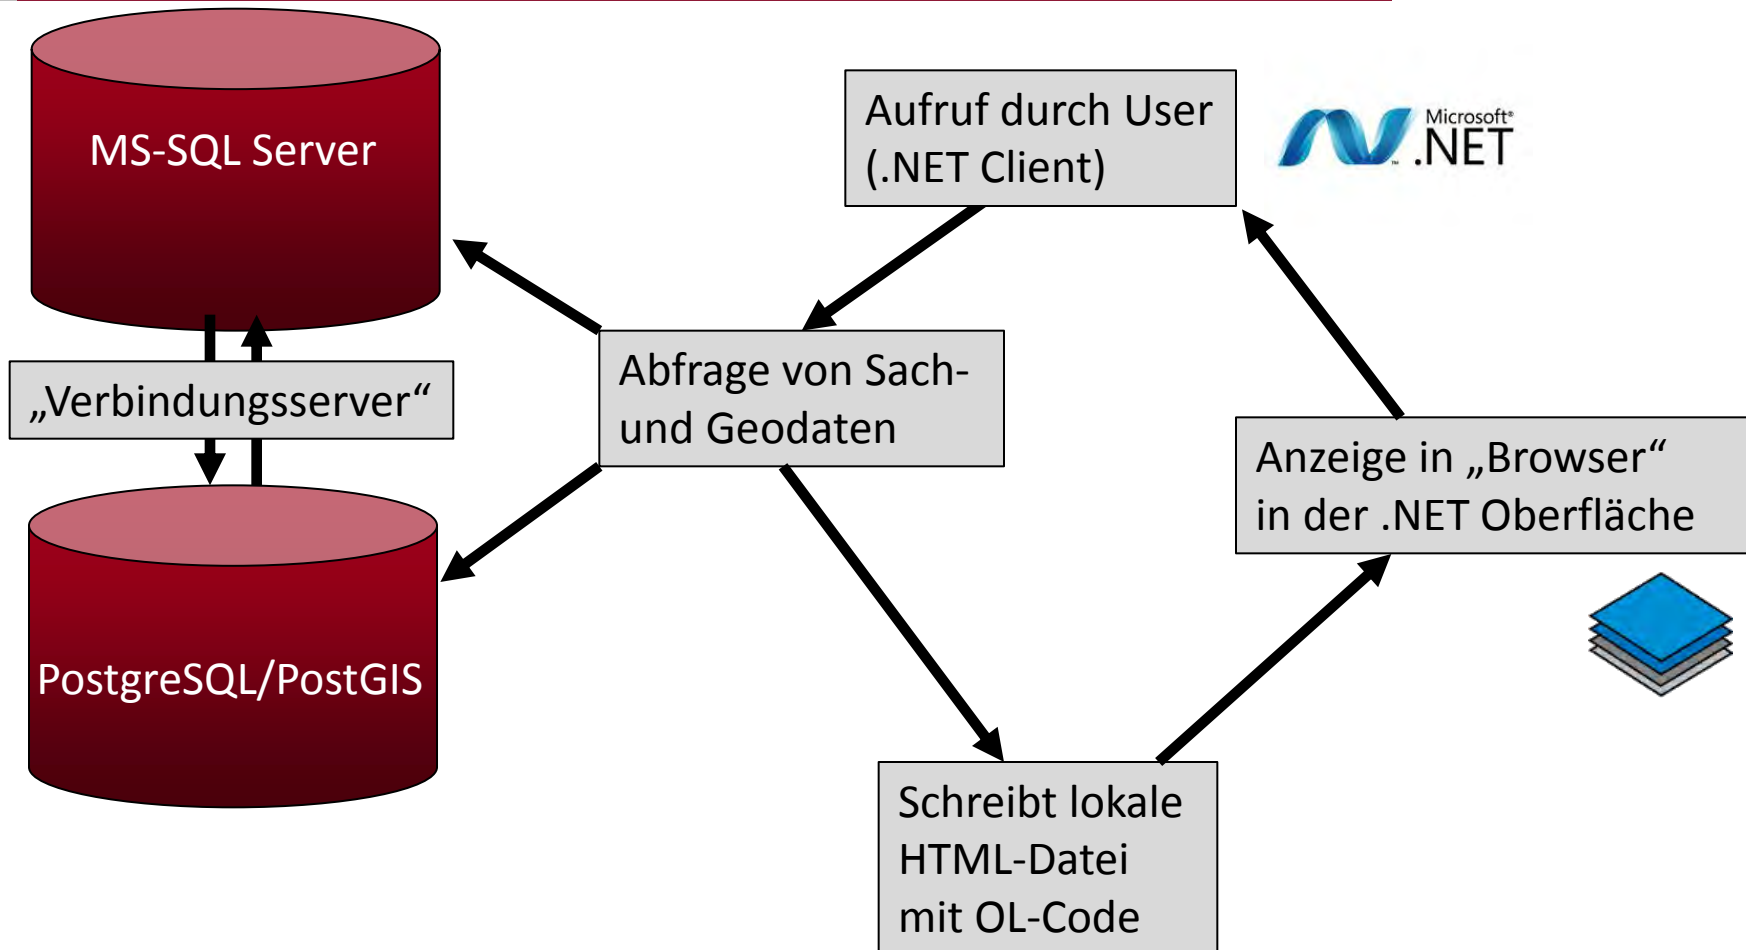 MS-SQL Server
Aufruf durch User
(.NET Client)
Microsoft®
.NET
„Verbindungsserver“
Abfrage von Sach-
und Geodaten
Anzeige in „Browser“
in der .NET Oberfläche
PostgreSQL/PostGIS
Schreibt lokale
HTML-Datei
mit OL-Code